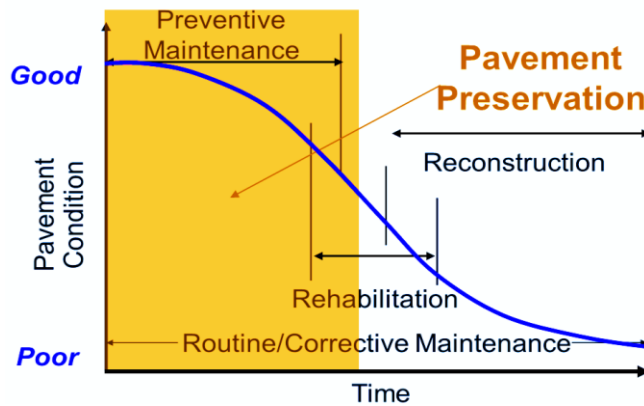 Preventive
Maintenance
Good
Pavement
Preservation
Reconstruction
Pavement
Condition
Rehabilitation
Routine/Corrective Maintenance
Poor
Time